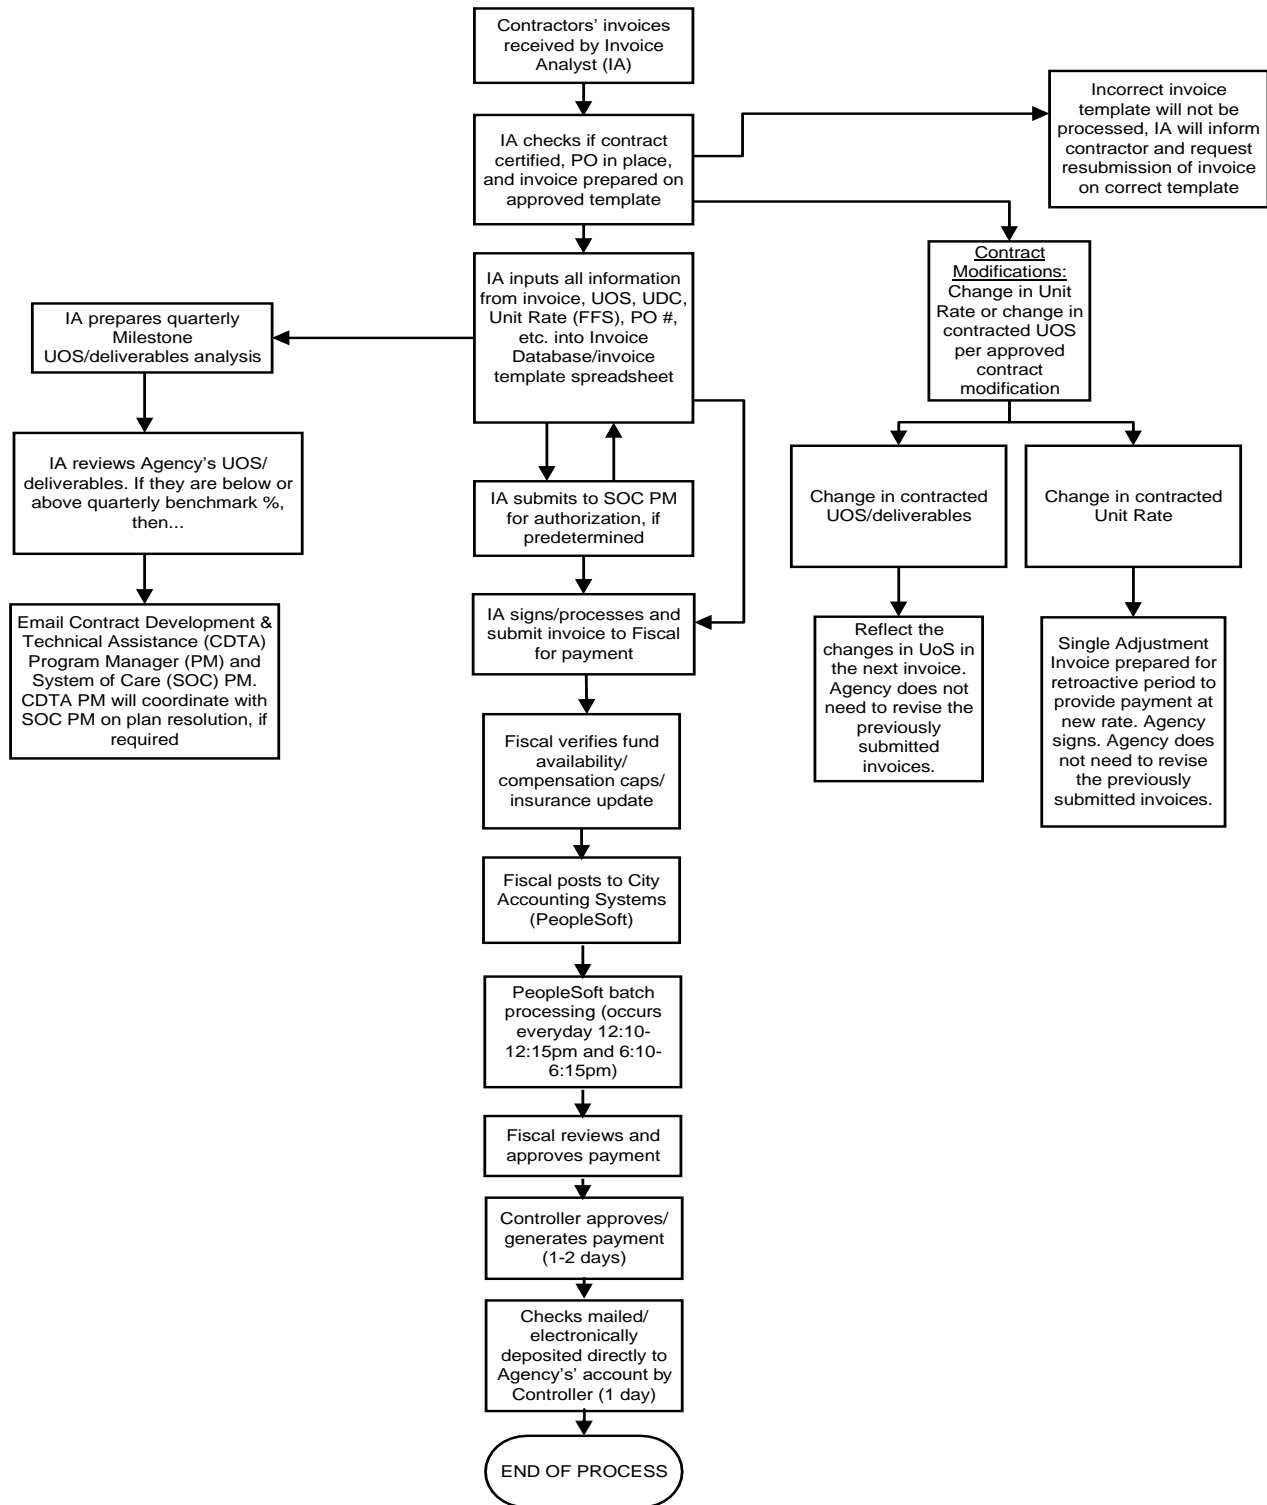 Contractors' invoices
received by Invoice
Analyst (IA)
IA checks if contract
certified, PO in place,
and invoice prepared on
approved template
Incorrect invoice
template will not be
processed, IA will inform
contractor and request
resubmission of invoice
on correct template
IA inputs all information
from invoice, UOS, UDC,
Unit Rate (FFS), PO #,
etc. into Invoice
Database/invoice
template spreadsheet
Contract
Modifications:
Change in Unit
Rate or change in
contracted UOS
per approved
contract
modification
IA prepares quarterly
Milestone
UOS/deliverables analysis
IA reviews Agency's UOS/
deliverables. If they are below or
above quarterly benchmark %,
then...
Email Contract Development &
Technical Assistance (CDTA)
Program Manager (PM) and
System of Care (SOC) PM.
CDTA PM will coordinate with
SOC PM on plan resolution, if
required
IA submits to SOC PM
for authorization, if
predetermined
IA signs/processes and
submit invoice to Fiscal
for payment
Change in contracted
UOS/deliverables
Change in contracted
Unit Rate
Reflect the
changes in UoS in
the next invoice.
Agency does not
need to revise the
previously
submitted
invoices.
Single Adjustment
Invoice prepared for
retroactive period to
provide payment at
new rate. Agency
signs. Agency does
not need to revise
the previously
submitted invoices.
Fiscal verifies fund
availability/
compensation caps/
insurance update
Fiscal posts to City
Accounting Systems
(PeopleSoft)
PeopleSoft batch
processing (occurs
everyday 12:10-
12:15pm and 6:10-
6:15pm)
Fiscal reviews and
approves payment
Controller approves/
generates payment
(1-2 days)
Checks mailed/
electronically
deposited directly to
Agency's' account by
Controller (1 day)
END OF PROCESS